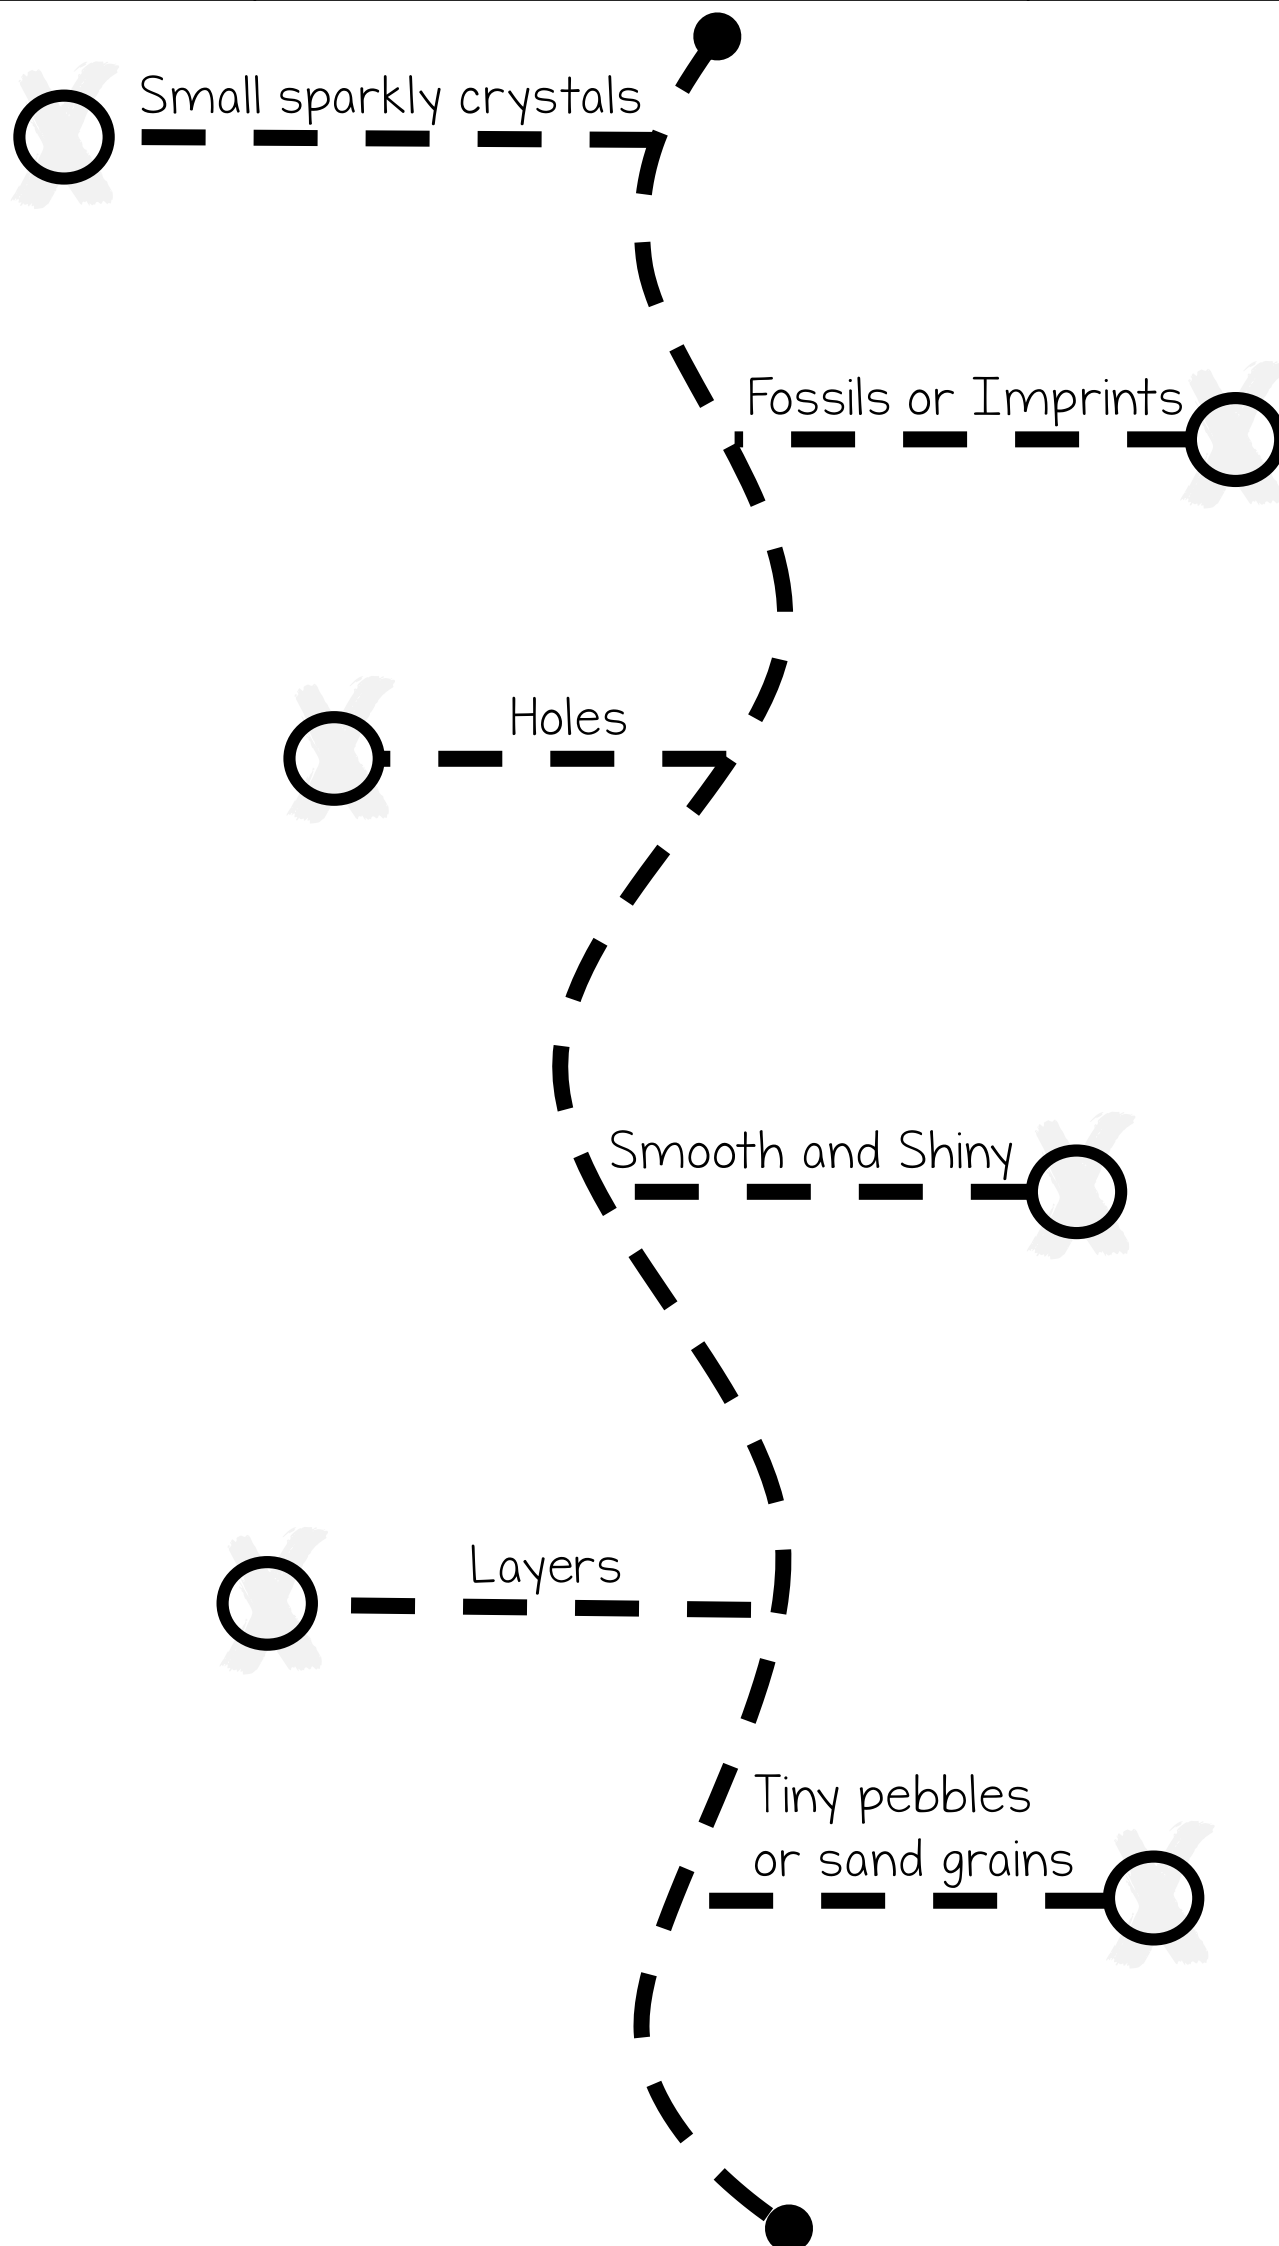 Small sparkly crystals
Fossils or Imprints
Holes
Smooth and Shiny
Layers
Tiny pebbles
or sand grains